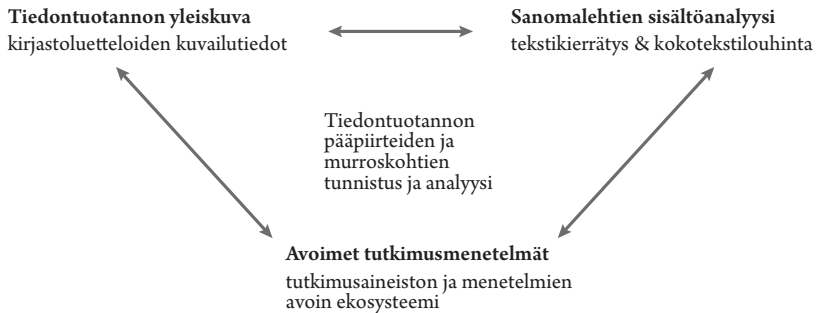 Tiedontuotannon yleiskuva
kirjastoluetteloiden kuvailutiedot
Sanomalehtien sisältöanalyysi
tekstikierrätys & kokotekstilouhinta
Tiedontuotannon
pääpiirteiden ja
murroskohtien
tunnistus ja analyysi
Avoimet tutkimusmenetelmät
tutkimusaineiston ja menetelmien
avoin ekosysteemi